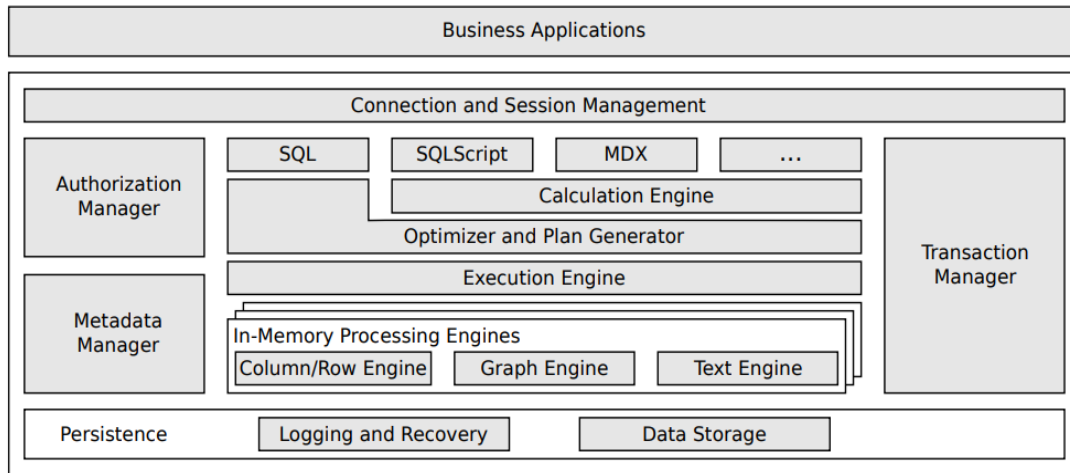 Business Applications
Connection and Session Management
Authorization
Manager
SQL
SQLScript
MDX
...
Calculation Engine
Optimizer and Plan Generator
Execution Engine
Transaction
Manager
Metadata
Manager
In-Memory Processing Engines
Column/Row Engine
Graph Engine
Text Engine
Persistence
Logging and Recovery
Data Storage